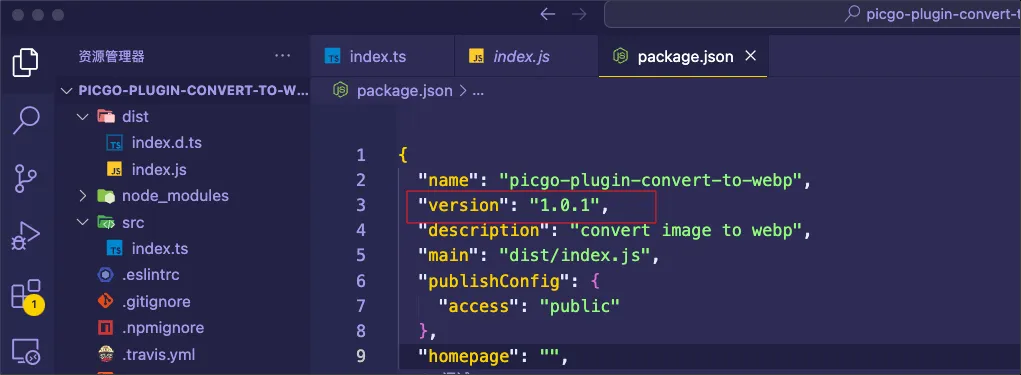 picgo-plugin-convert-t
资源管理器
index.ts
index.js
package.json
PICGO-PLUGIN-CONVERT-TO-W...
package.json > ...
dist
index.d.ts
index.js
node_modules
src
index.ts
.eslintrc
.gitignore
.npmignore
.travis.yml
1
1 {
2 "name": "picgo-plugin-convert-to-webp",
3 "version": "1.0.1",
4 "description": "convert image to webp",
5 "main": "dist/index.js",
6 "publishConfig": {
7 "access": "public"
8 },
9 "homepage": "",